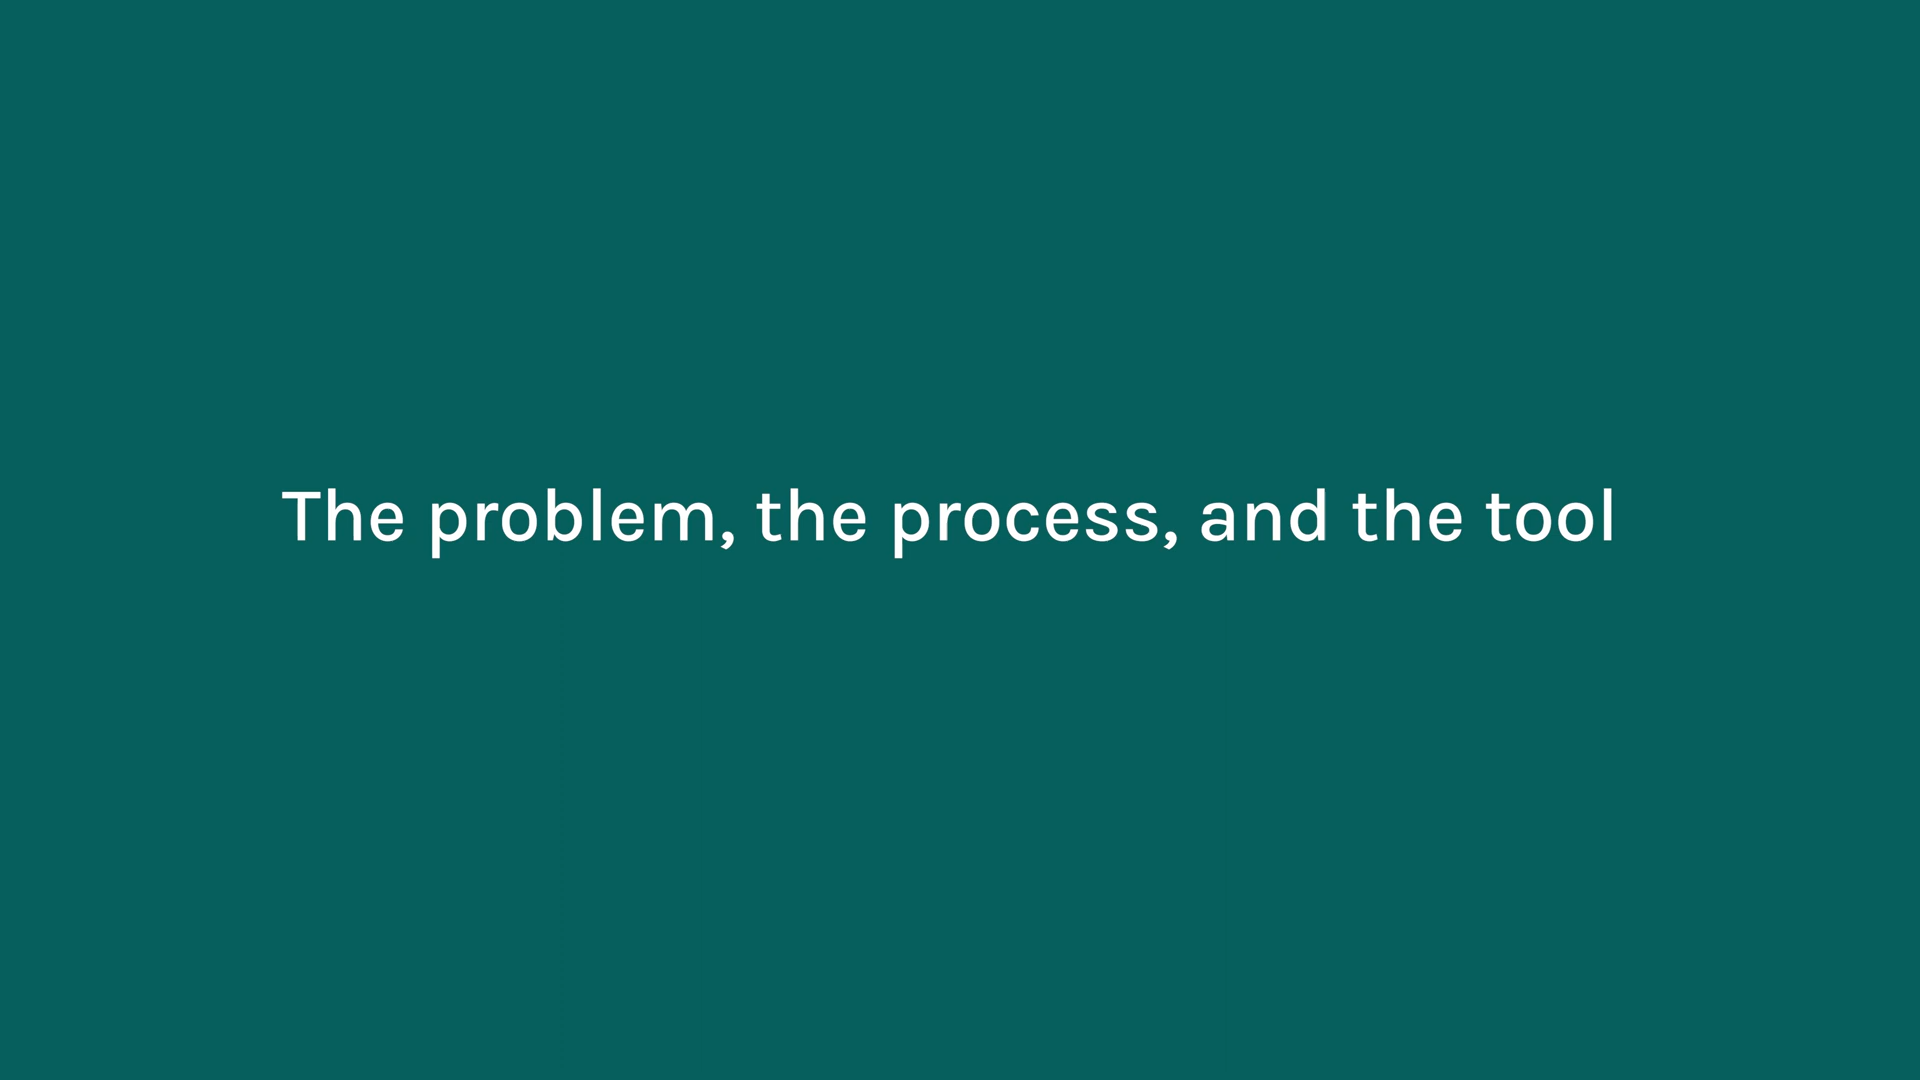 The problem, the process, and the tool